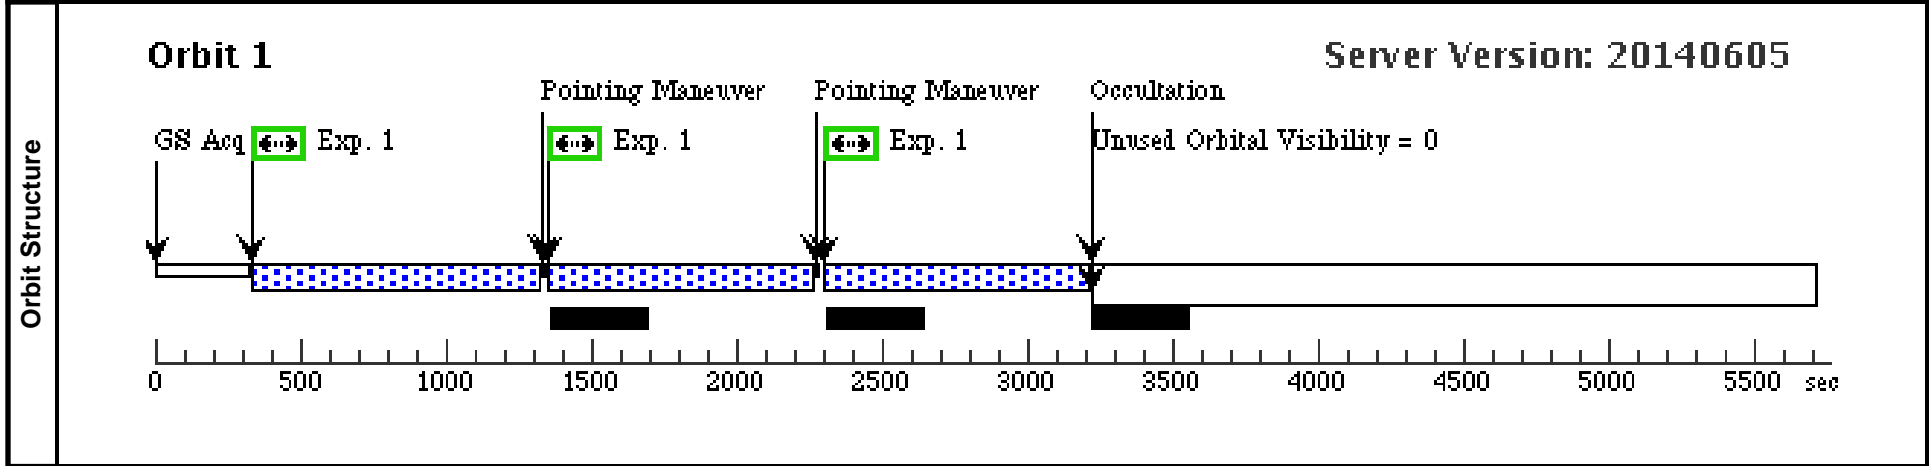 Orbit Structure
Orbit 1
Server Version: 20140605
Pointing Maneuver
Pointing Maneuver
Occultation
GS Acq
Exp. 1
Exp. 1
Exp. 1
Unused Orbital Visibility = 0
0 500 1000 1500 2000 2500 3000 3500 4000 4500 5000 5500 sec